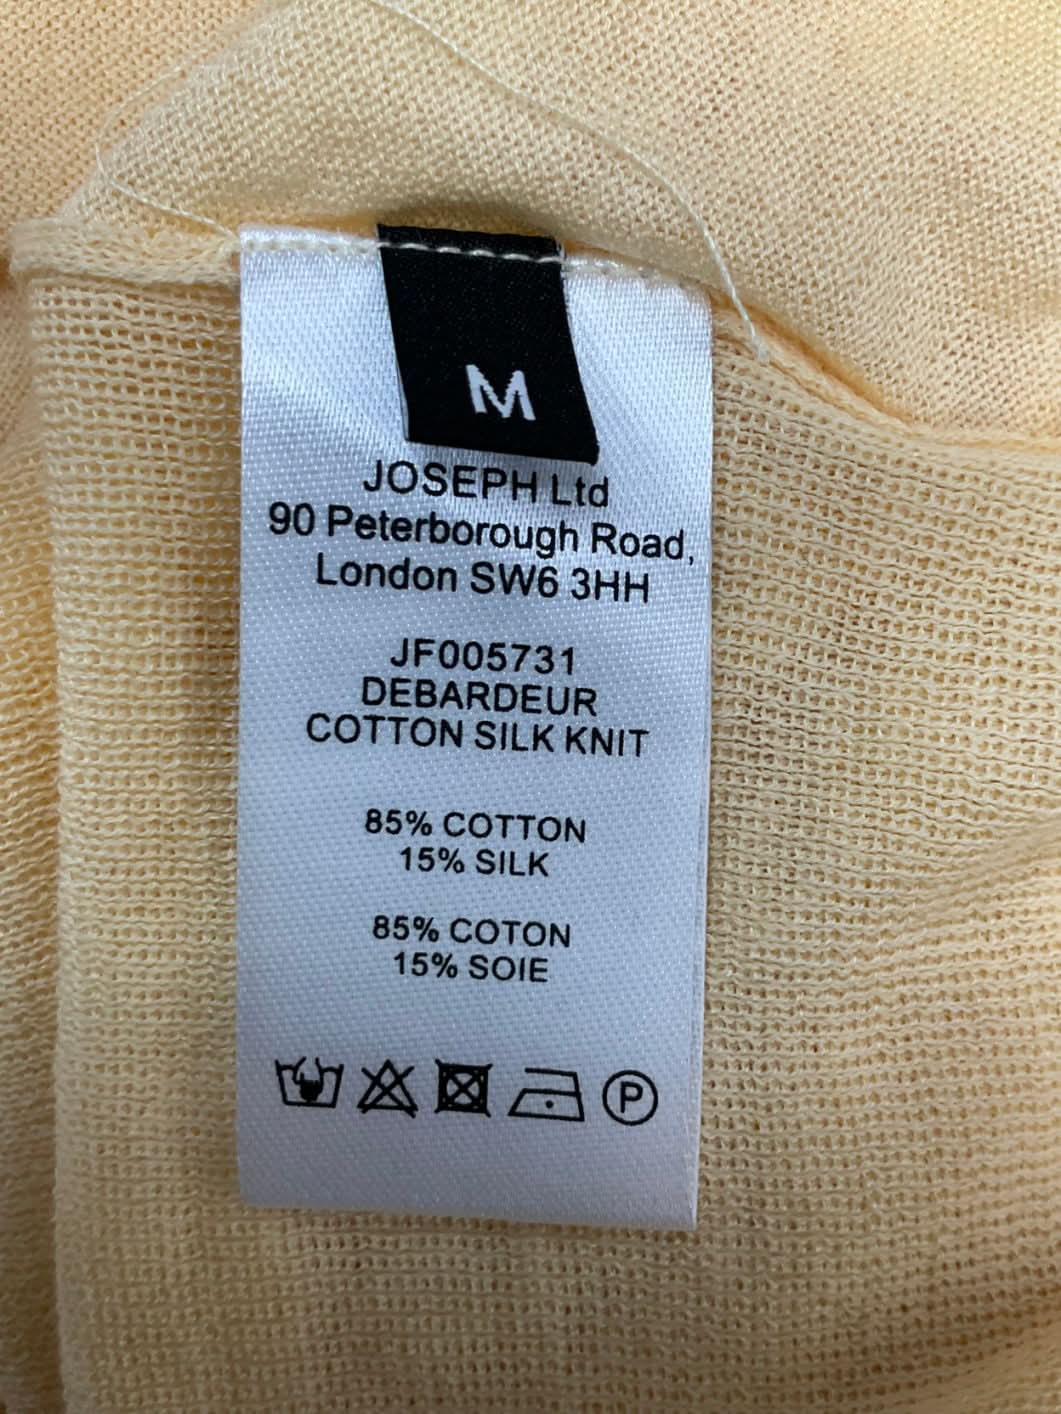 M
JOSEPH Ltd
90 Peterborough Road,
London SW6 3HH
JF005731
DEBARDEUR
COTTON SILK KNIT
85% COTTON
15% SILK
85% COTON
15% SOIE
P